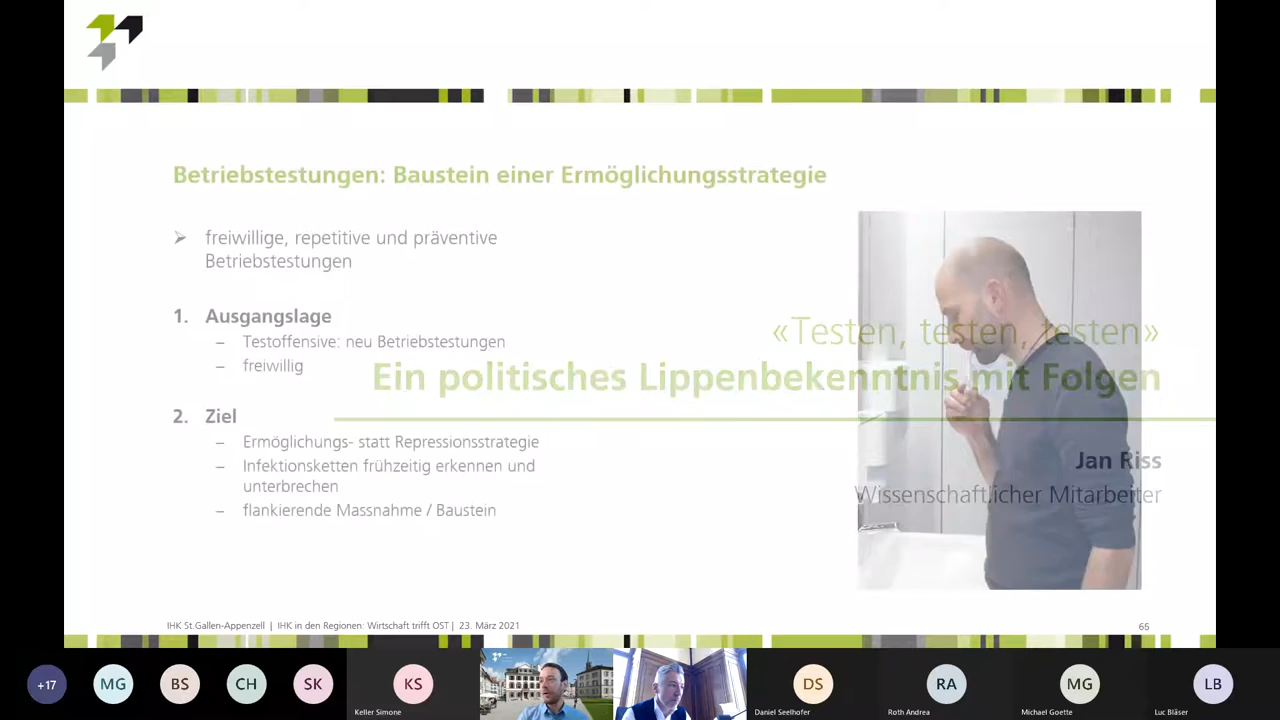 Betriebstestungen: Baustein einer Ermöglichungsstrategie
➢ freiwillige, repetitive und präventive
Betriebstestungen
1. Ausgangslage
– Testoffensive: neu Betriebstestungen
– freiwillig
2. Ziel
– Ermöglichungs- statt Repressionsstrategie
– Infektionsketten frühzeitig erkennen und
unterbrechen
– flankierende Massnahme / Baustein
«Testen, testen, testen»
Ein politisches Lippenbekenntnis mit Folgen
Jan Riss
Wissenschaftlicher Mitarbeiter
IHK St.Gallen-Appenzell | IHK in den Regionen: Wirtschaft trifft OST | 23. März 2021
65
+17
MG
BS
CH
SK
KS
Keller Simone
DS
Daniel Seelhofer
RA
Roth Andrea
MG
Michael Goette
LB
Luc Bläser